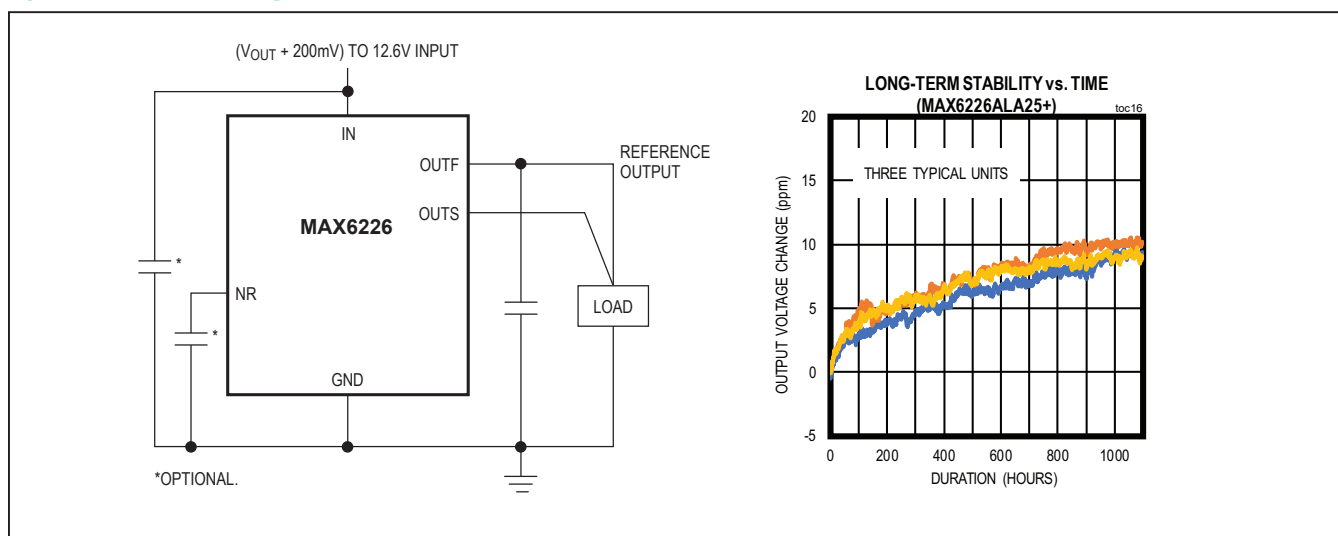 (VOUT + 200mV) TO 12.6V INPUT
IN
OUTF
REFERENCE
OUTPUT
OUTS
MAX6226
*
NR
LOAD
*
GND
*OPTIONAL.
LONG-TERM STABILITY vs. TIME
(MAX6226ALA25+)
toc16
THREE TYPICAL UNITS
OUTPUT VOLTAGE CHANGE (ppm)
20
15
10
5
0
-5
0 200 400 600 800 1000
DURATION (HOURS)